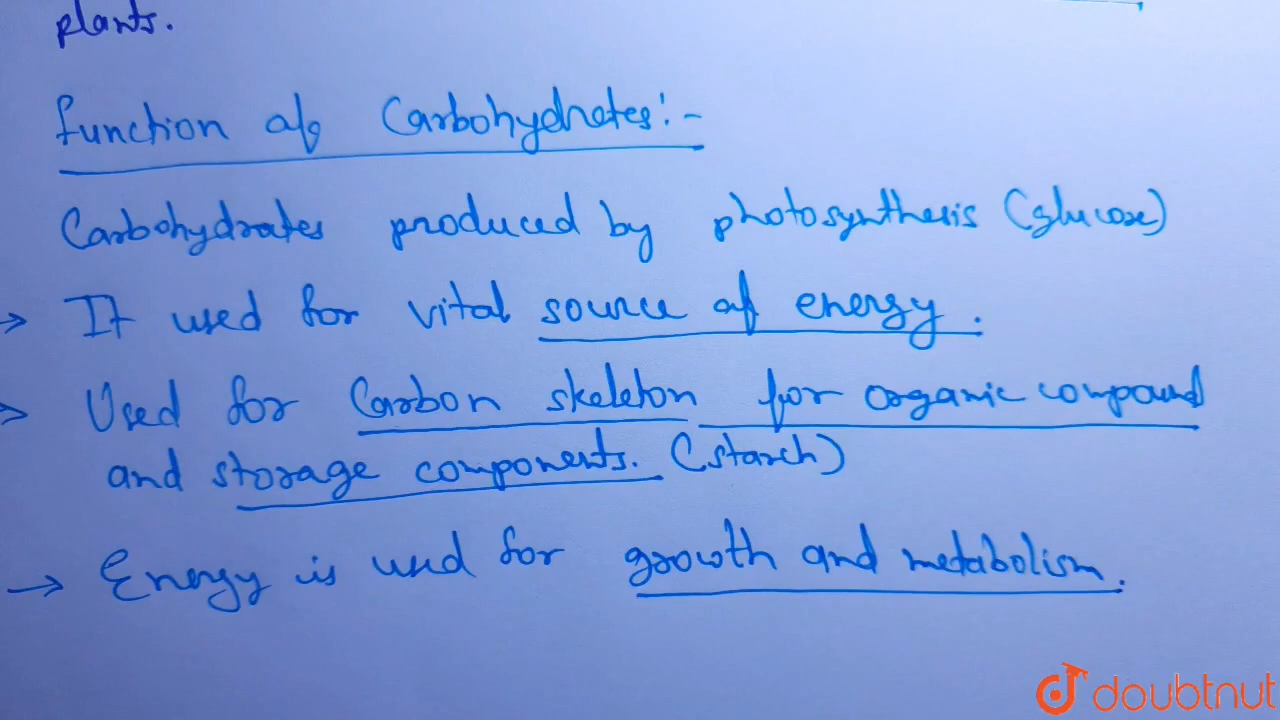 plants.
function of Carbohydrates:-
Carbohydrates produced by photosynthesis (glucose)
→ It used for vital source of energy.
→ Used for Carbon skeleton for organic compound
and storage components. (starch)
→ Energy is used for growth and metabolism.
doubtnut